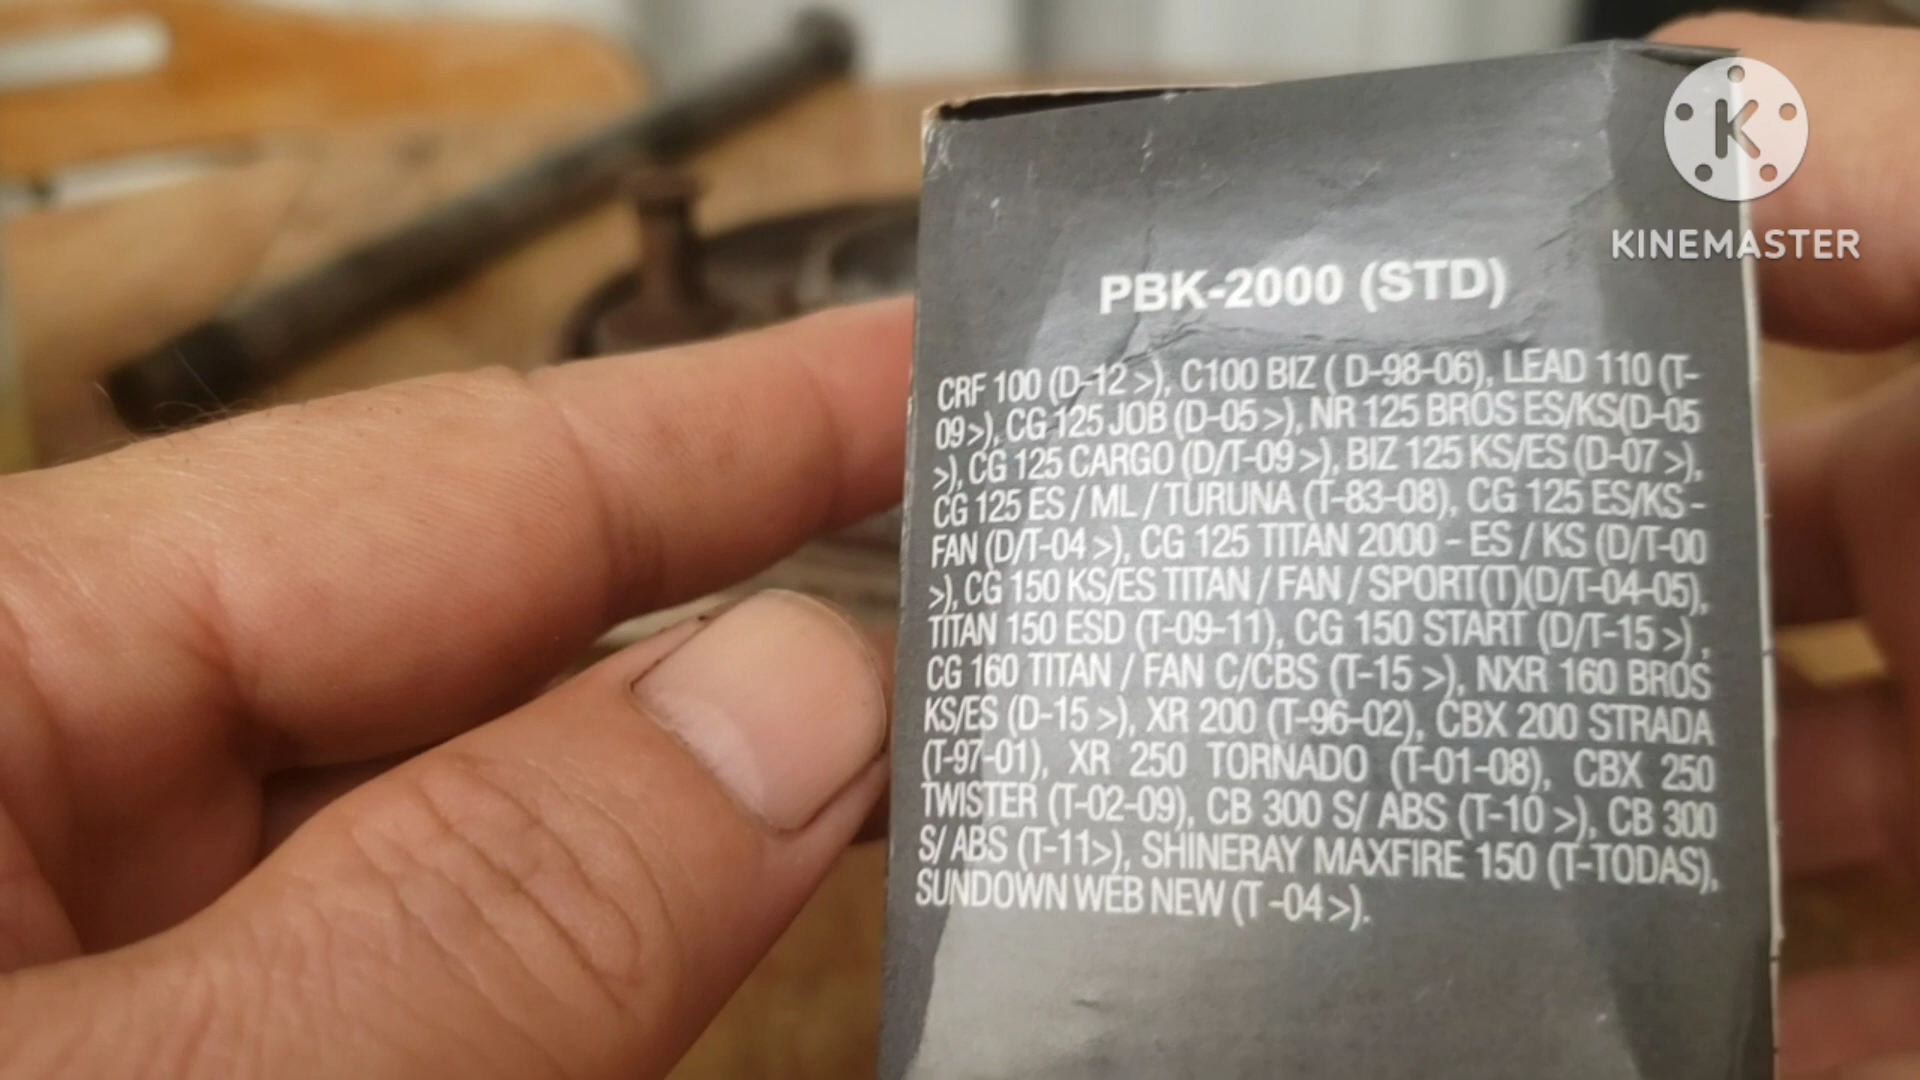 KINEMASTER
PBK-2000 (STD)
CRF 100 (D-12 >), C100 BIZ ( D-98-06), LEAD 110 (T-
09 >), CG 125 JOB (D-05 >), NR 125 BROS ES/KS(D-05
>), CG 125 CARGO (D/T-09 >), BIZ 125 KS/ES (D-07 >),
CG 125 ES / ML / TURUNA (T-83-08), CG 125 ES/KS -
FAN (D/T-04 >), CG 125 TITAN 2000 - ES / KS (D/T-00
>), CG 150 KS/ES TITAN / FAN / SPORT(T)(D/T-04-05),
TITAN 150 ESD (T-09-11), CG 150 START (D/T-15 >) ,
CG 160 TITAN / FAN C/CBS (T-15 >), NXR 160 BROS
KS/ES (D-15 >), XR 200 (T-96-02), CBX 200 STRADA
(T-97-01), XR 250 TORNADO (T-01-08), CBX 250
TWISTER (T-02-09), CB 300 S/ ABS (T-10 >), CB 300
S/ ABS (T-11>), SHINERAY MAXFIRE 150 (T-TODAS),
SUNDOWN WEB NEW (T -04 >).